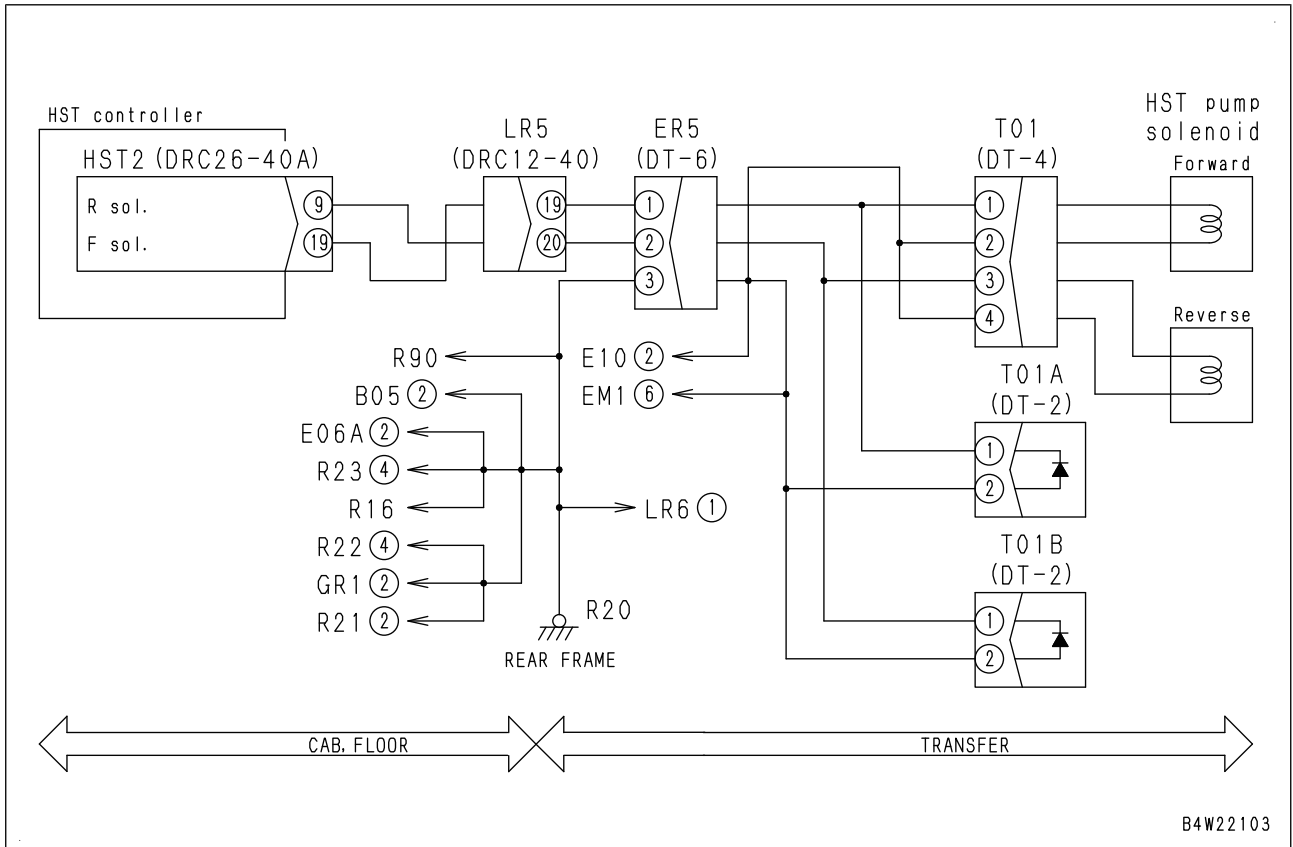 HST controller
HST2 (DRC26-40A)
R sol. 9
F sol. 19
LR5
(DRC12-40)
19
20
ER5
(DT-6)
1
2
3
T01
(DT-4)
1
2
3
4
HST pump
solenoid
Forward
Reverse
R90
B05 2
E06A 2
R23 4
R16
R22 4
GR1 2
R21 2
E10 2
EM1 6
LR6 1
R20
REAR FRAME
T01A
(DT-2)
1
2
T01B
(DT-2)
1
2
CAB, FLOOR
TRANSFER
B4W22103